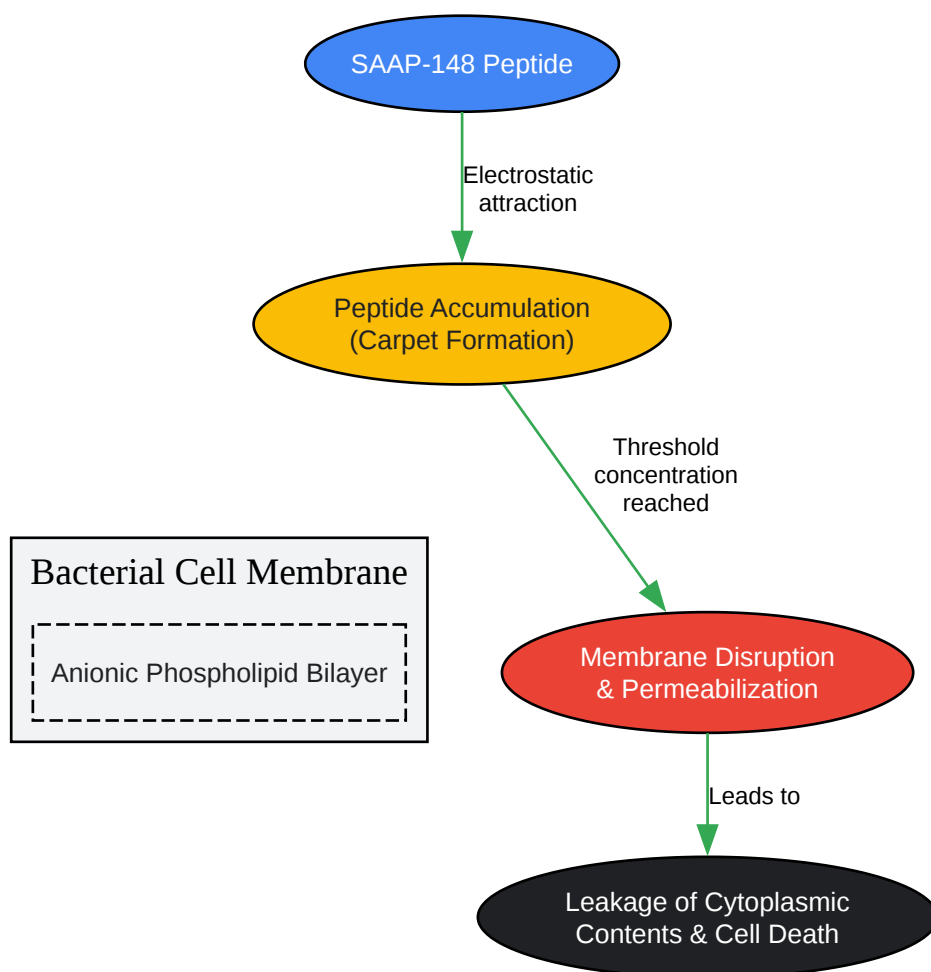 SAAP-148 Peptide
Electrostatic
attraction
Peptide Accumulation
(Carpet Formation)
Threshold
concentration
reached
Bacterial Cell Membrane
Anionic Phospholipid Bilayer
Membrane Disruption
& Permeabilization
Leads to
Leakage of Cytoplasmic
Contents & Cell Death